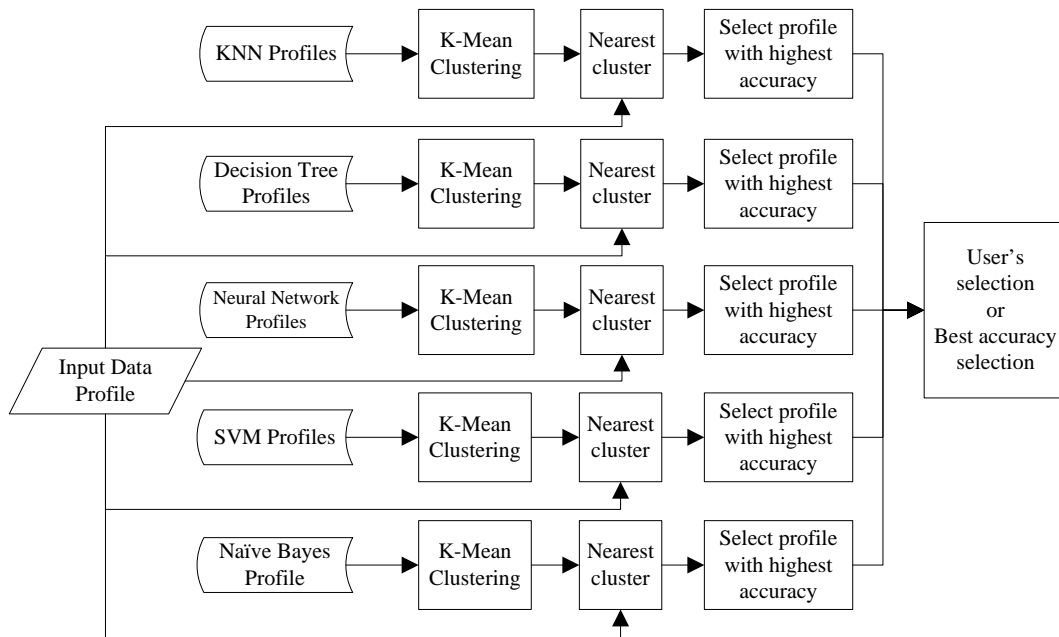 KNN Profiles
K-Mean
Clustering
Nearest
cluster
Select profile
with highest
accuracy
Decision Tree
Profiles
K-Mean
Clustering
Nearest
cluster
Select profile
with highest
accuracy
Neural Network
Profiles
K-Mean
Clustering
Nearest
cluster
Select profile
with highest
accuracy
User's
selection
or
Best accuracy
selection
Input Data
Profile
SVM Profiles
K-Mean
Clustering
Nearest
cluster
Select profile
with highest
accuracy
Naïve Bayes
Profile
K-Mean
Clustering
Nearest
cluster
Select profile
with highest
accuracy